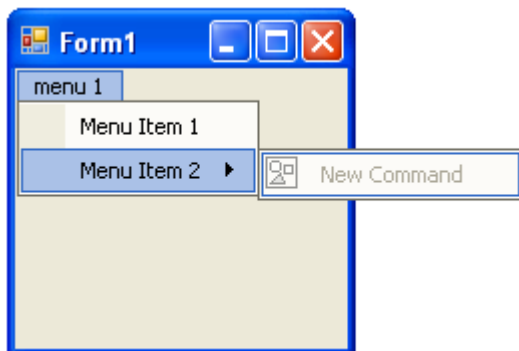 Form1
menu 1
Menu Item 1
Menu Item 2
New Command